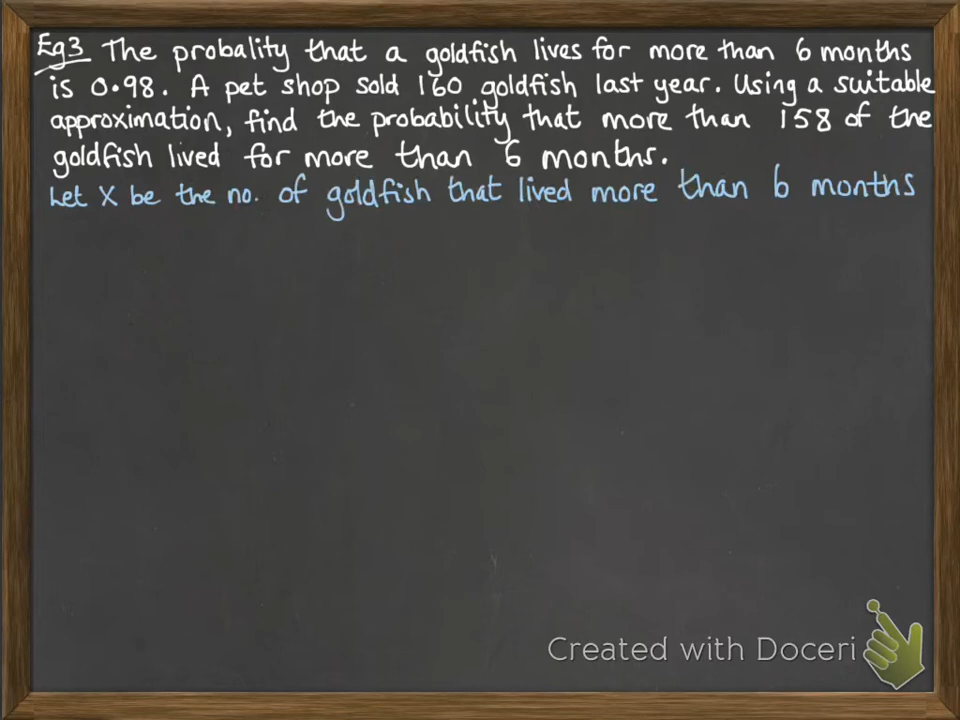 Eg3 The probality that a goldfish lives for more than 6 months
is 0.98. A pet shop sold 160 goldfish last year. Using a suitable
approximation, find the probability that more than 158 of the
goldfish lived for more than 6 months.
Let X be the no. of goldfish that lived more than 6 months
Created with Doceri